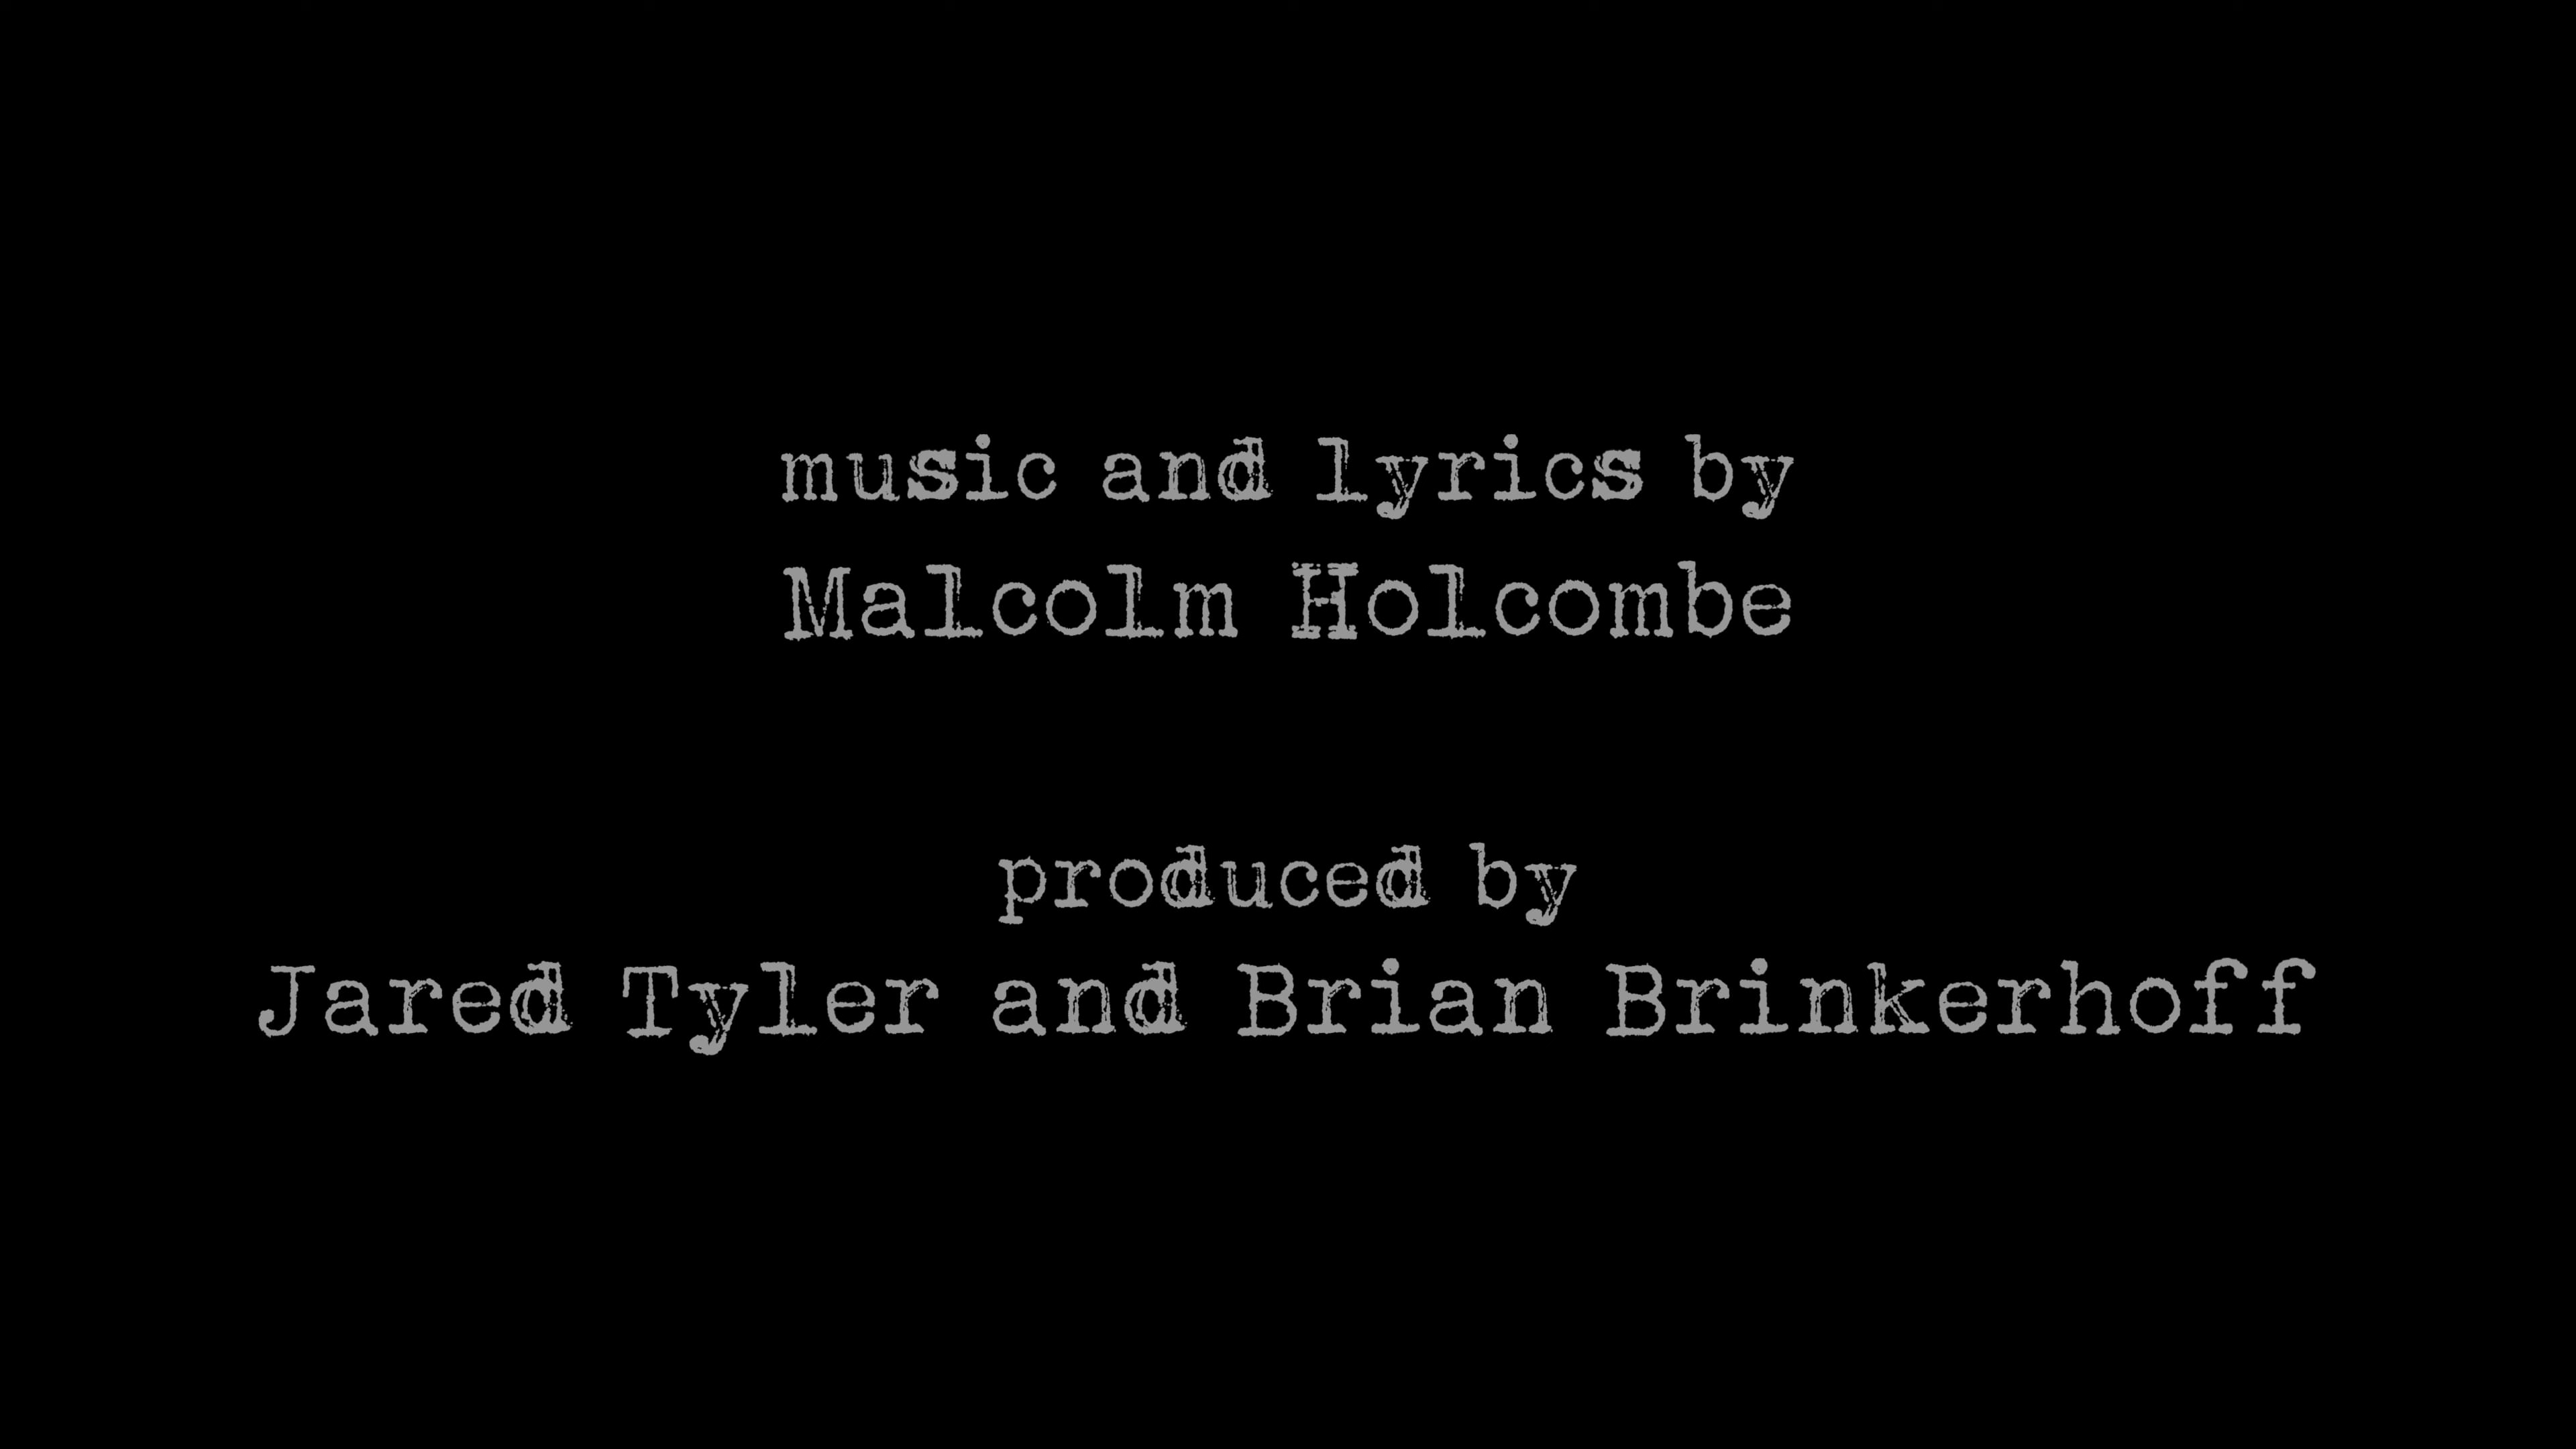 music and lyrics by
Malcolm Holcombe
produced by
Jared Tyler and Brian Brinkerhoff